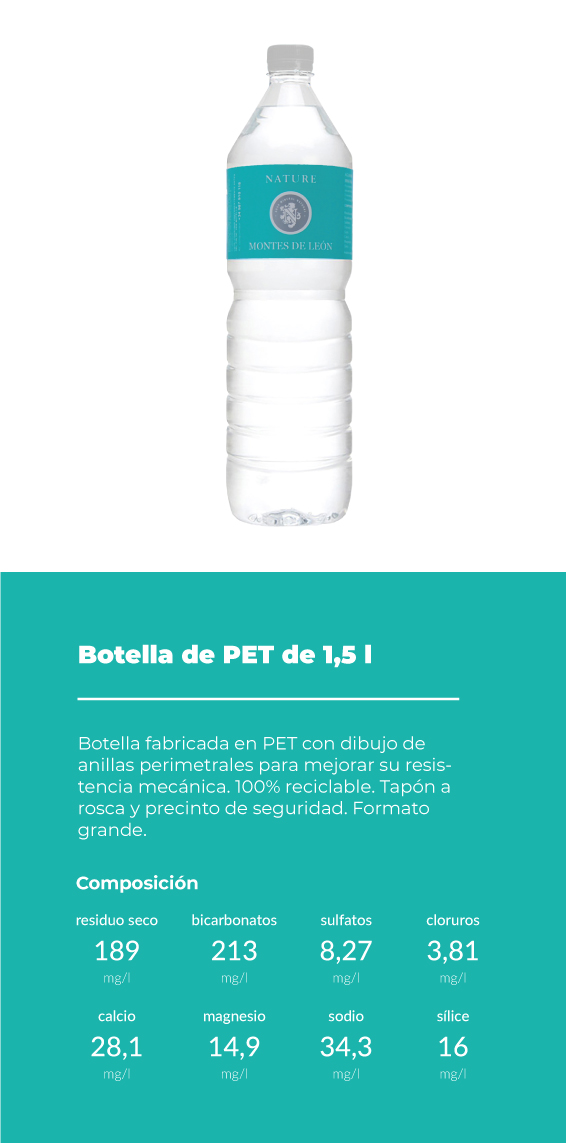 NATURE
MONTES DE LEÓN
Botella de PET de 1,5 l
Botella fabricada en PET con dibujo de
anillas perimetrales para mejorar su resis-
tencia mecánica. 100% reciclable. Tapón a
rosca y precinto de seguridad. Formato
grande.
Composición
residuo seco bicarbonatos sulfatos cloruros
189 213 8,27 3,81
mg/l mg/l mg/l mg/l
calcio magnesio sodio sílice
28,1 14,9 34,3 16
mg/l mg/l mg/l mg/l